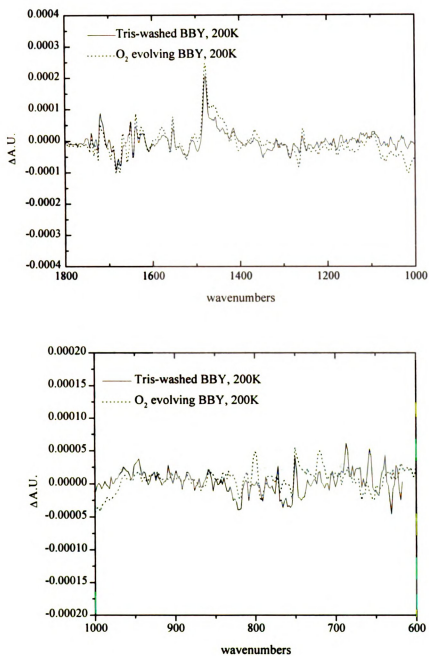 0.0004
Tris-washed BBY, 200K
0.0003
O₂ evolving BBY, 200K
0.0002
0.0001
0.0000
-0.0001
-0.0002
-0.0003
-0.0004
ΔA.U.
1800 1600 1400 1200 1000
wavenumbers
0.00020
0.00015
Tris-washed BBY, 200K
O₂ evolving BBY, 200K
0.00010
0.00005
0.00000
-0.00005
-0.00010
-0.00015
-0.00020
ΔA.U.
1000 900 800 700 600
wavenumbers